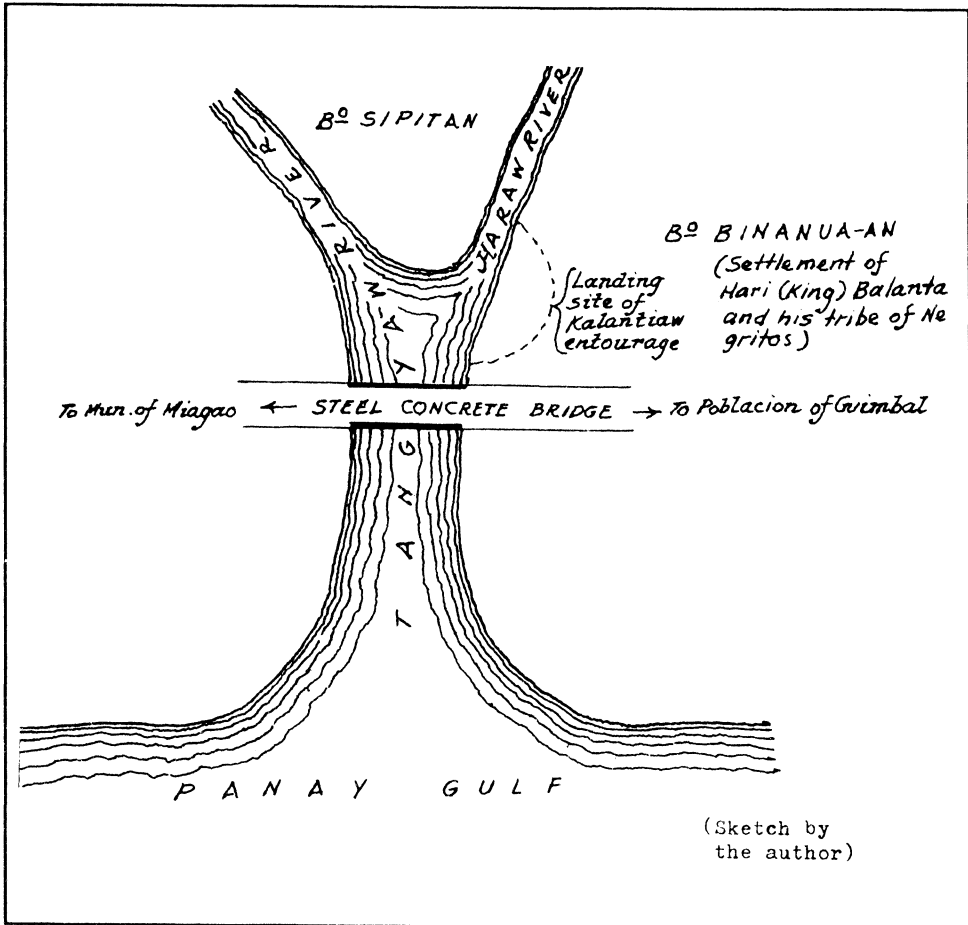 Bo SIPITAN
HARAW RIVER
TANGYAW RIVER
Bo BINANUA-AN
(Settlement of
Hari (King) Balanta
and his tribe of Ne
gritos)
Landing
site of
Kalantiaw
entourage
To Mun. of Miagao ← STEEL CONCRETE BRIDGE → To Poblacion of Guimbal
PANAY GULF
(Sketch by
the author)